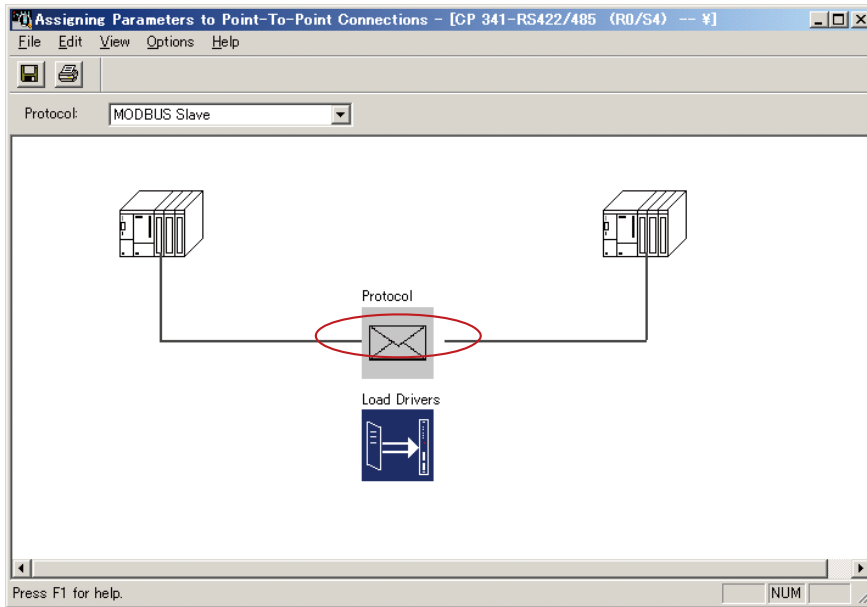 Assigning Parameters to Point-To-Point Connections - [CP 341-RS422/485 (R0/S4) -- ¥]
File Edit View Options Help
Protocol: MODBUS Slave
Protocol
Load Drivers
Press F1 for help. NUM